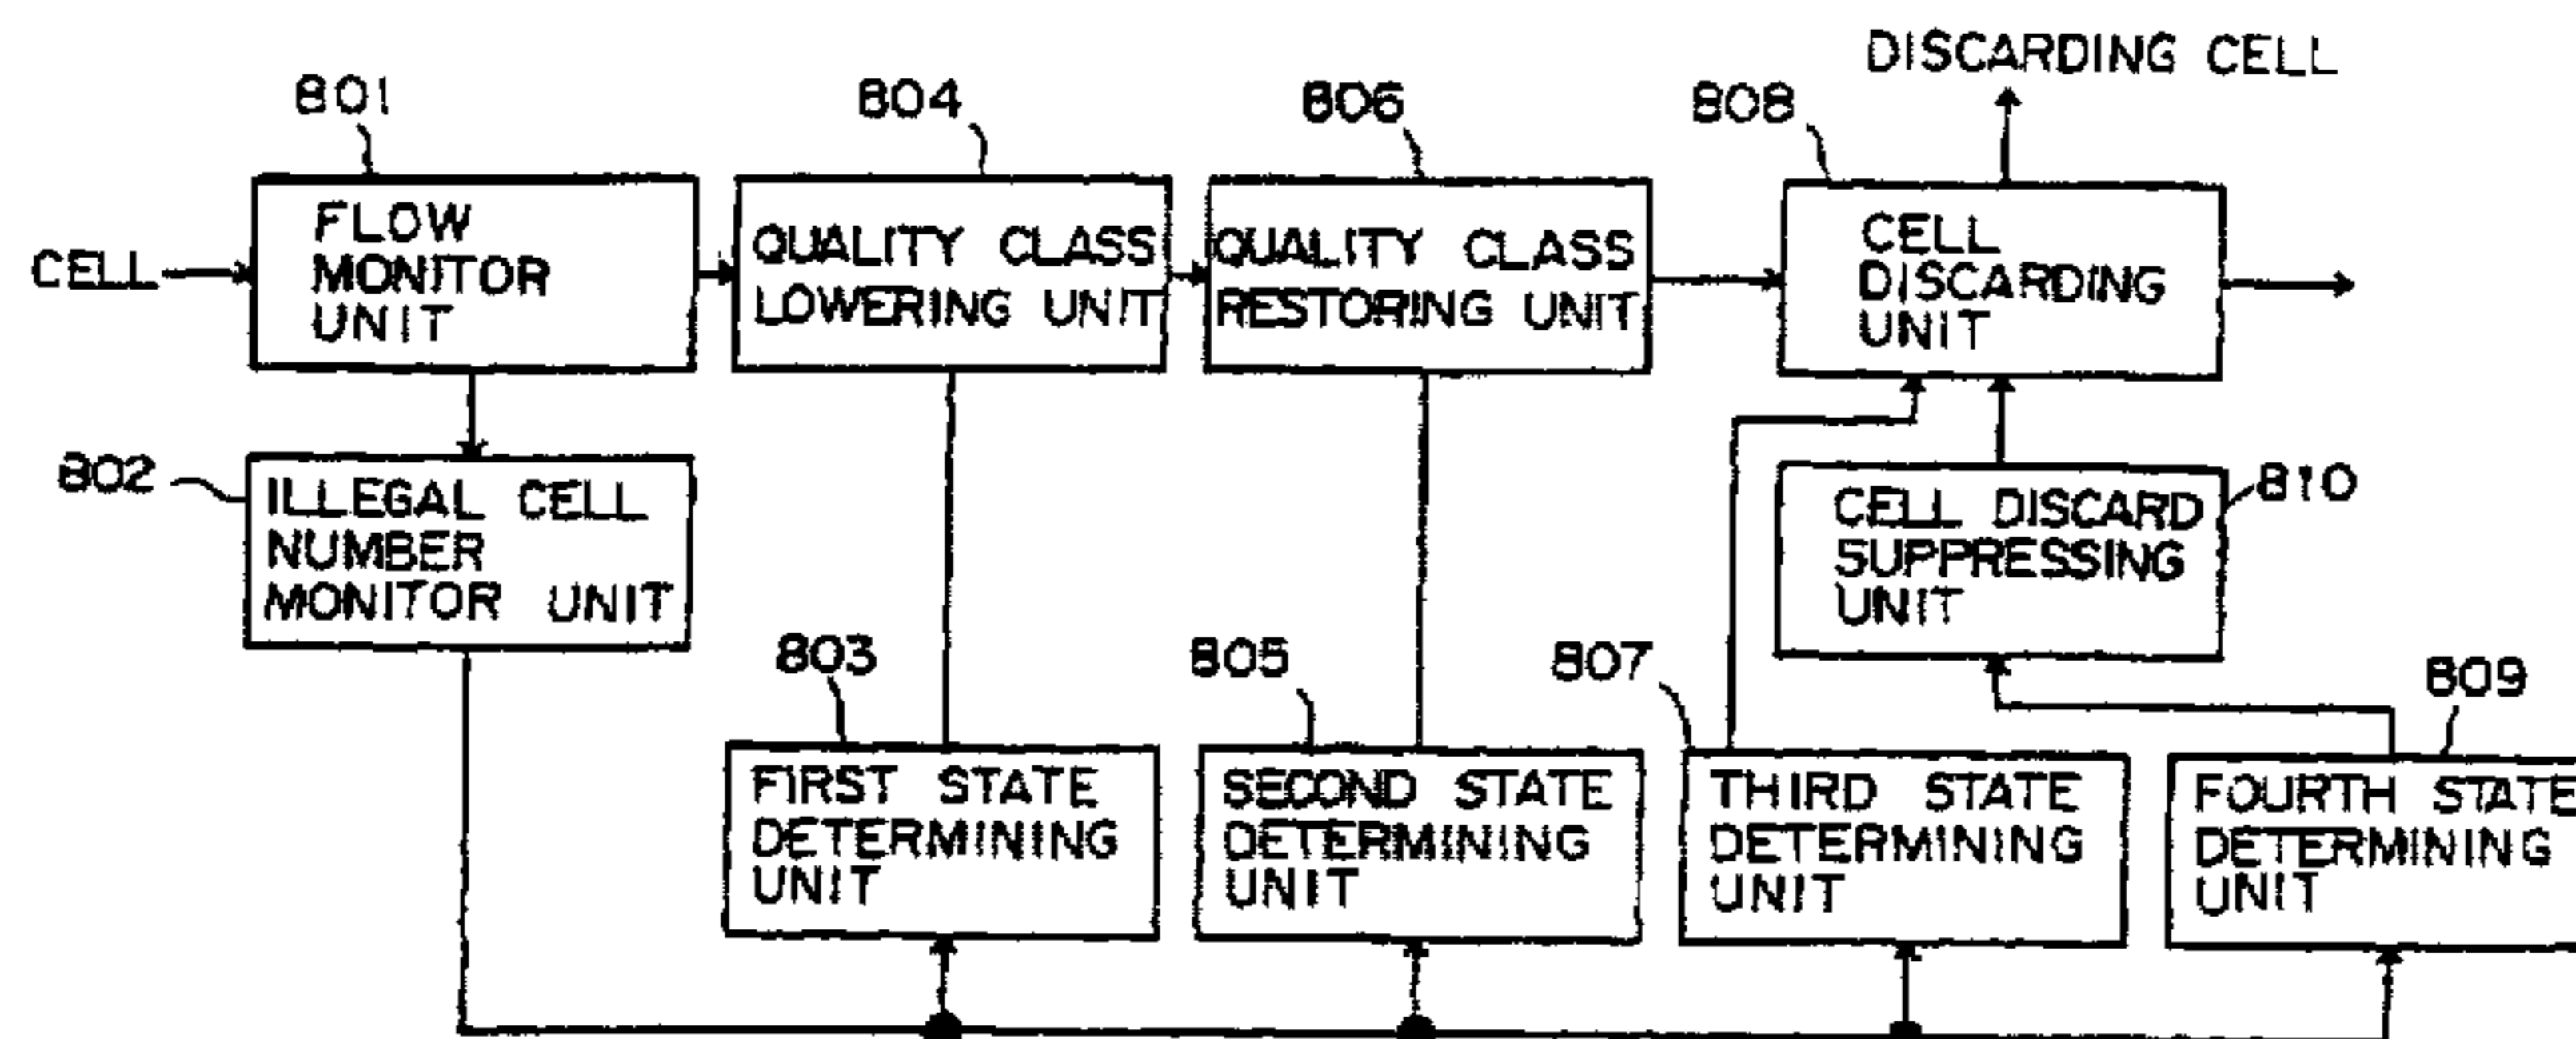 DISCARDING CELL
801
804
806
808
CELL
FLOW
MONITOR
UNIT
QUALITY CLASS
LOWERING UNIT
QUALITY CLASS
RESTORING UNIT
CELL
DISCARDING
UNIT
802
ILLEGAL CELL
NUMBER
MONITOR UNIT
CELL DISCARD
SUPPRESSING
UNIT
810
803
805
807
809
FIRST STATE
DETERMINING
UNIT
SECOND STATE
DETERMINING
UNIT
THIRD STATE
DETERMINING
UNIT
FOURTH STATE
DETERMINING
UNIT